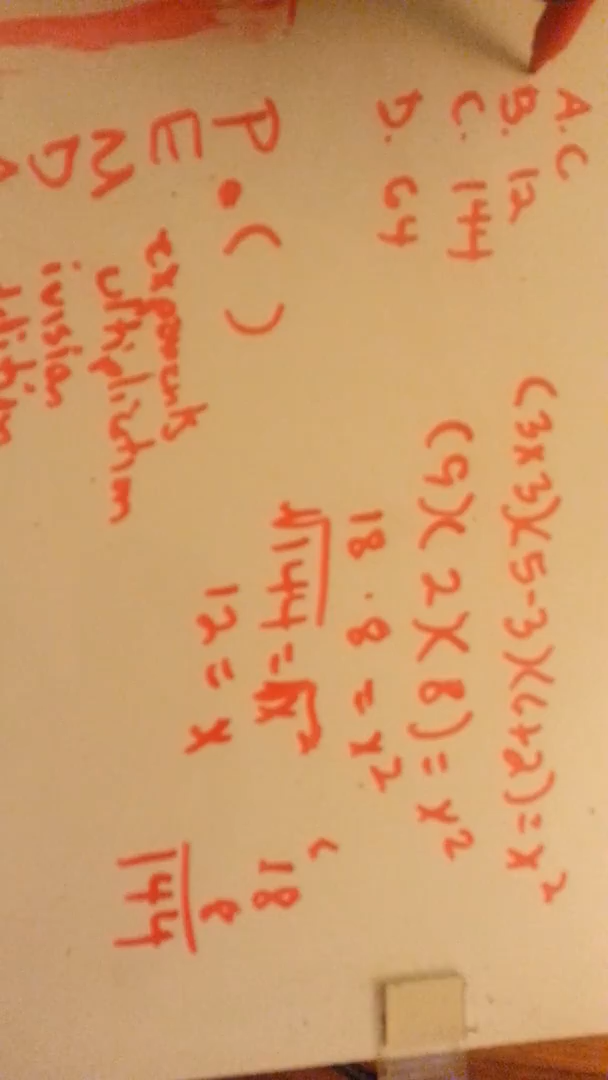 (3x3)(5-3)(6+2)=x²
(9)(2)(8)=x²
18·8=x²
√144=√x²
12=x
18
8
144
A. 6
B. 12
C. 144
D. 64
P • ( )
E exponents
M ultiplication
D ivision